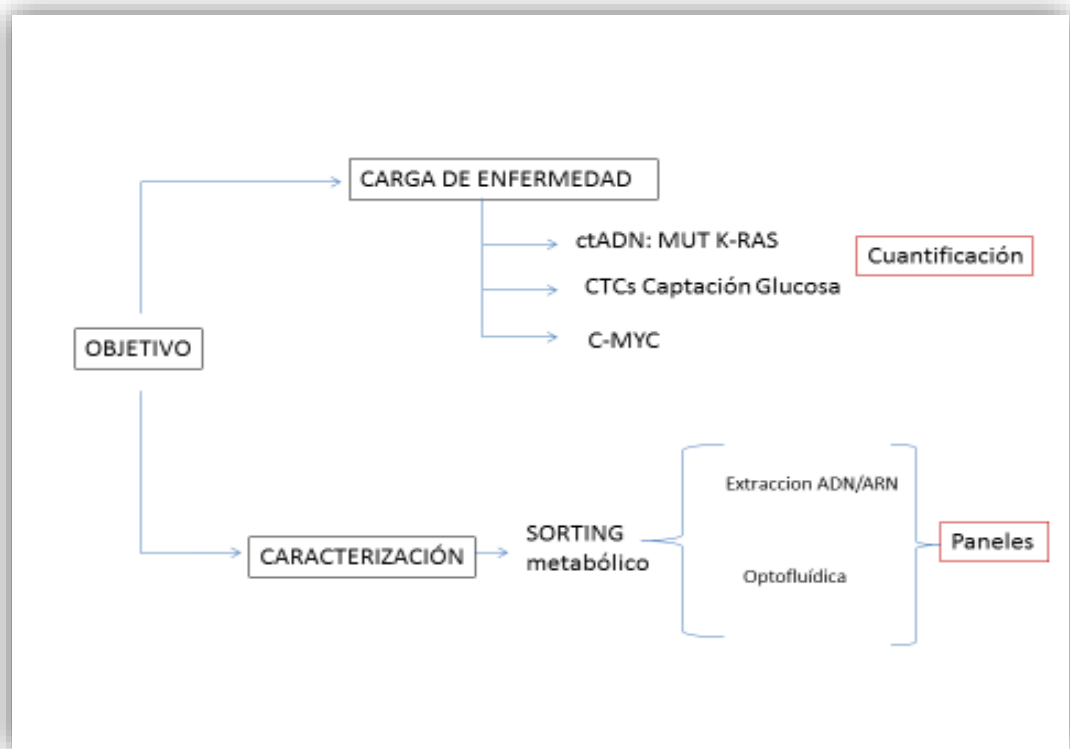 CARGA DE ENFERMEDAD
ctADN: MUT K-RAS
Cuantificación
CTCs Captación Glucosa
C-MYC
OBJETIVO
Extraccion ADN/ARN
SORTING
metabólico
Paneles
CARACTERIZACIÓN
Optofluídica